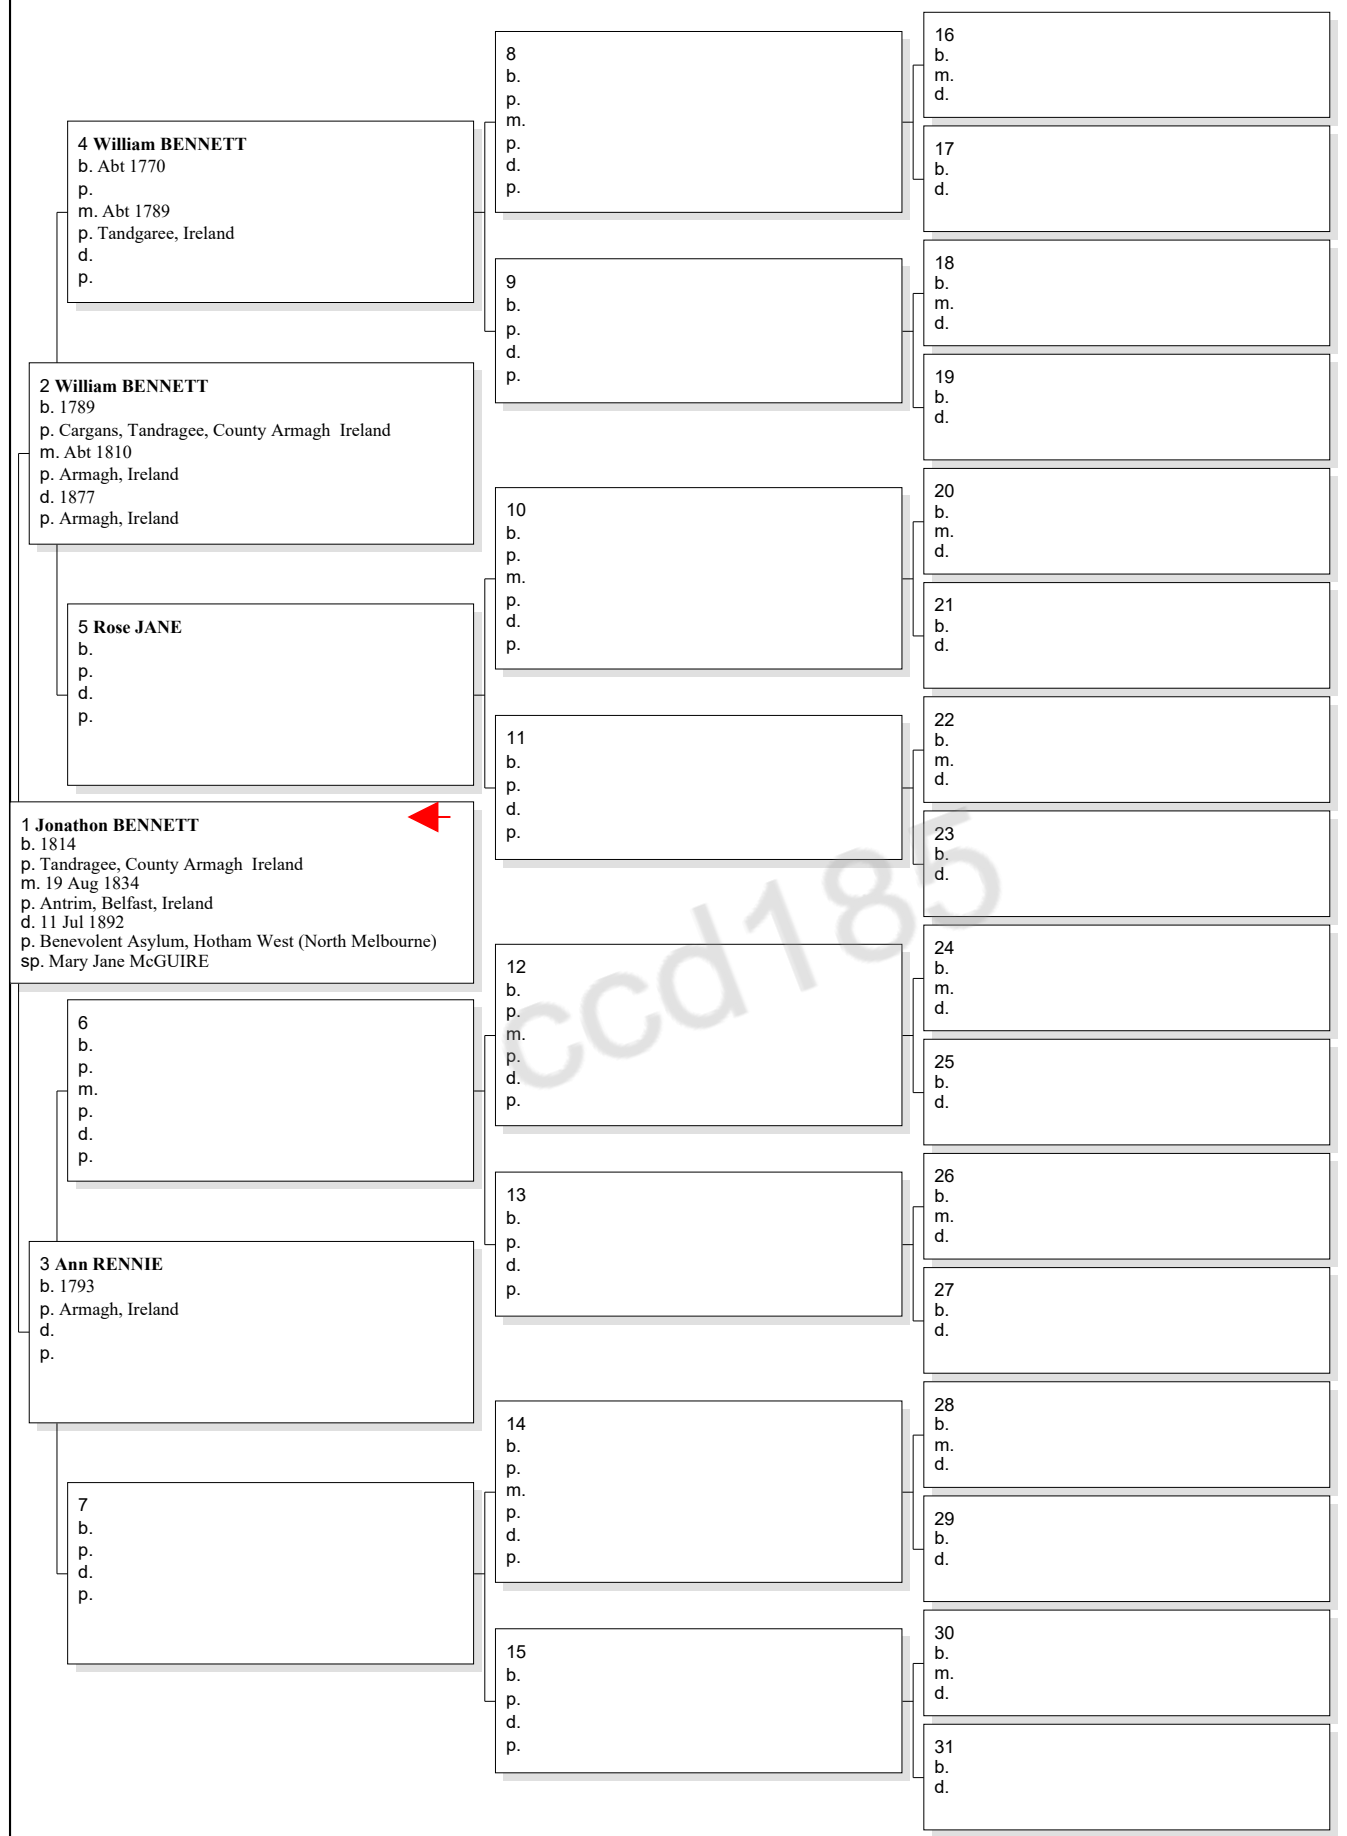 4 William BENNETT
b. Abt 1770
p.
m. Abt 1789
p. Tandgaree, Ireland
d.
p.
2 William BENNETT
b. 1789
p. Cargans, Tandragee, County Armagh  Ireland
m. Abt 1810
p. Armagh, Ireland
d. 1877
p. Armagh, Ireland
5 Rose JANE
b.
p.
d.
p.
1 Jonathon BENNETT
b. 1814
p. Tandragee, County Armagh  Ireland
m. 19 Aug 1834
p. Antrim, Belfast, Ireland
d. 11 Jul 1892
p. Benevolent Asylum, Hotham West (North Melbourne)
sp. Mary Jane McGUIRE
6
b.
p.
m.
p.
d.
p.
3 Ann RENNIE
b. 1793
p. Armagh, Ireland
d.
p.
7
b.
p.
d.
p.
8
b.
p.
m.
p.
d.
p.
9
b.
p.
d.
p.
10
b.
p.
m.
p.
d.
p.
11
b.
p.
d.
p.
12
b.
p.
m.
p.
d.
p.
13
b.
p.
d.
p.
14
b.
p.
m.
p.
d.
p.
15
b.
p.
d.
p.
16
b.
m.
d.
17
b.
d.
18
b.
m.
d.
19
b.
d.
20
b.
m.
d.
21
b.
d.
22
b.
m.
d.
23
b.
d.
24
b.
m.
d.
25
b.
d.
26
b.
m.
d.
27
b.
d.
28
b.
m.
d.
29
b.
d.
30
b.
m.
d.
31
b.
d.
ccd185